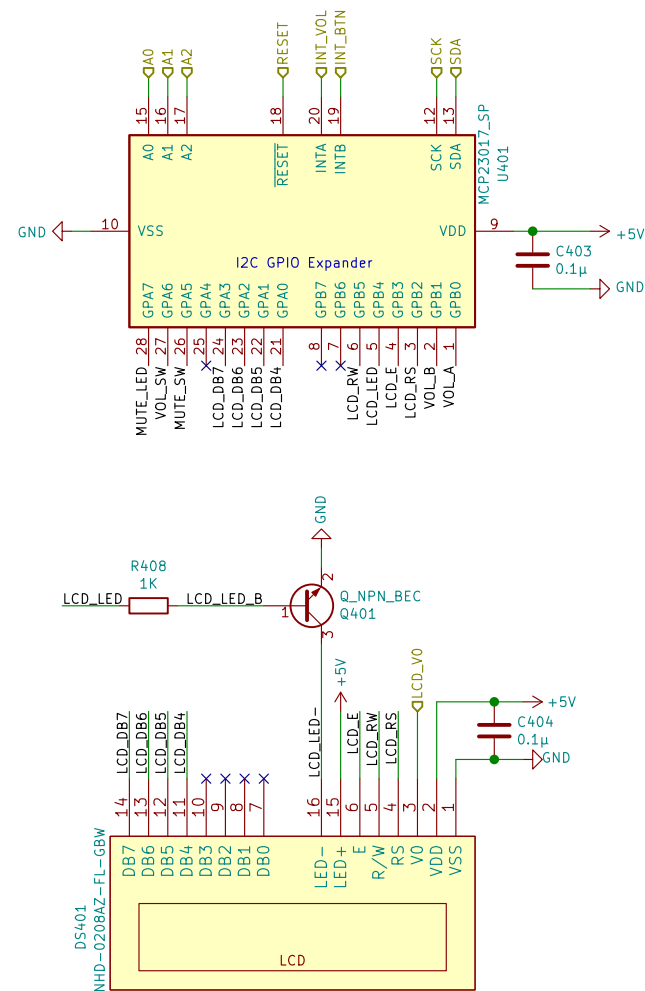 A0
A1
A2
RESET
INT_VOL
INT_BTN
SCK
SDA
15
16
17
18
20
19
12
13
A0
A1
A2
RESET
INTA
INTB
SCK
SDA
MCP23017_SP
U401
GND
10
VSS
VDD
9
+5V
C403
0.1µ
GND
I2C GPIO Expander
GPA7
GPA6
GPA5
GPA4
GPA3
GPA2
GPA1
GPA0
GPB7
GPB6
GPB5
GPB4
GPB3
GPB2
GPB1
GPB0
28
27
26
25
24
23
22
21
8
7
6
5
4
3
2
1
MUTE_LED
VOL_SW
MUTE_SW
LCD_DB7
LCD_DB6
LCD_DB5
LCD_DB4
LCD_RW
LCD_LED
LCD_E
LCD_RS
VOL_B
VOL_A
GND
R408
1K
LCD_LED
LCD_LED_B
1
2
3
Q_NPN_BEC
Q401
LCD_DB7
LCD_DB6
LCD_DB5
LCD_DB4
LCD_LED-
+5V
LCD_E
LCD_RW
LCD_RS
LCD_V0
+5V
C404
0.1µ
GND
14
13
12
11
10
9
8
7
16
15
6
5
4
3
2
1
DB7
DB6
DB5
DB4
DB3
DB2
DB1
DB0
LED-
LED+
E
R/W
RS
V0
VDD
VSS
DS401
NHD-0208AZ-FL-GBW
LCD